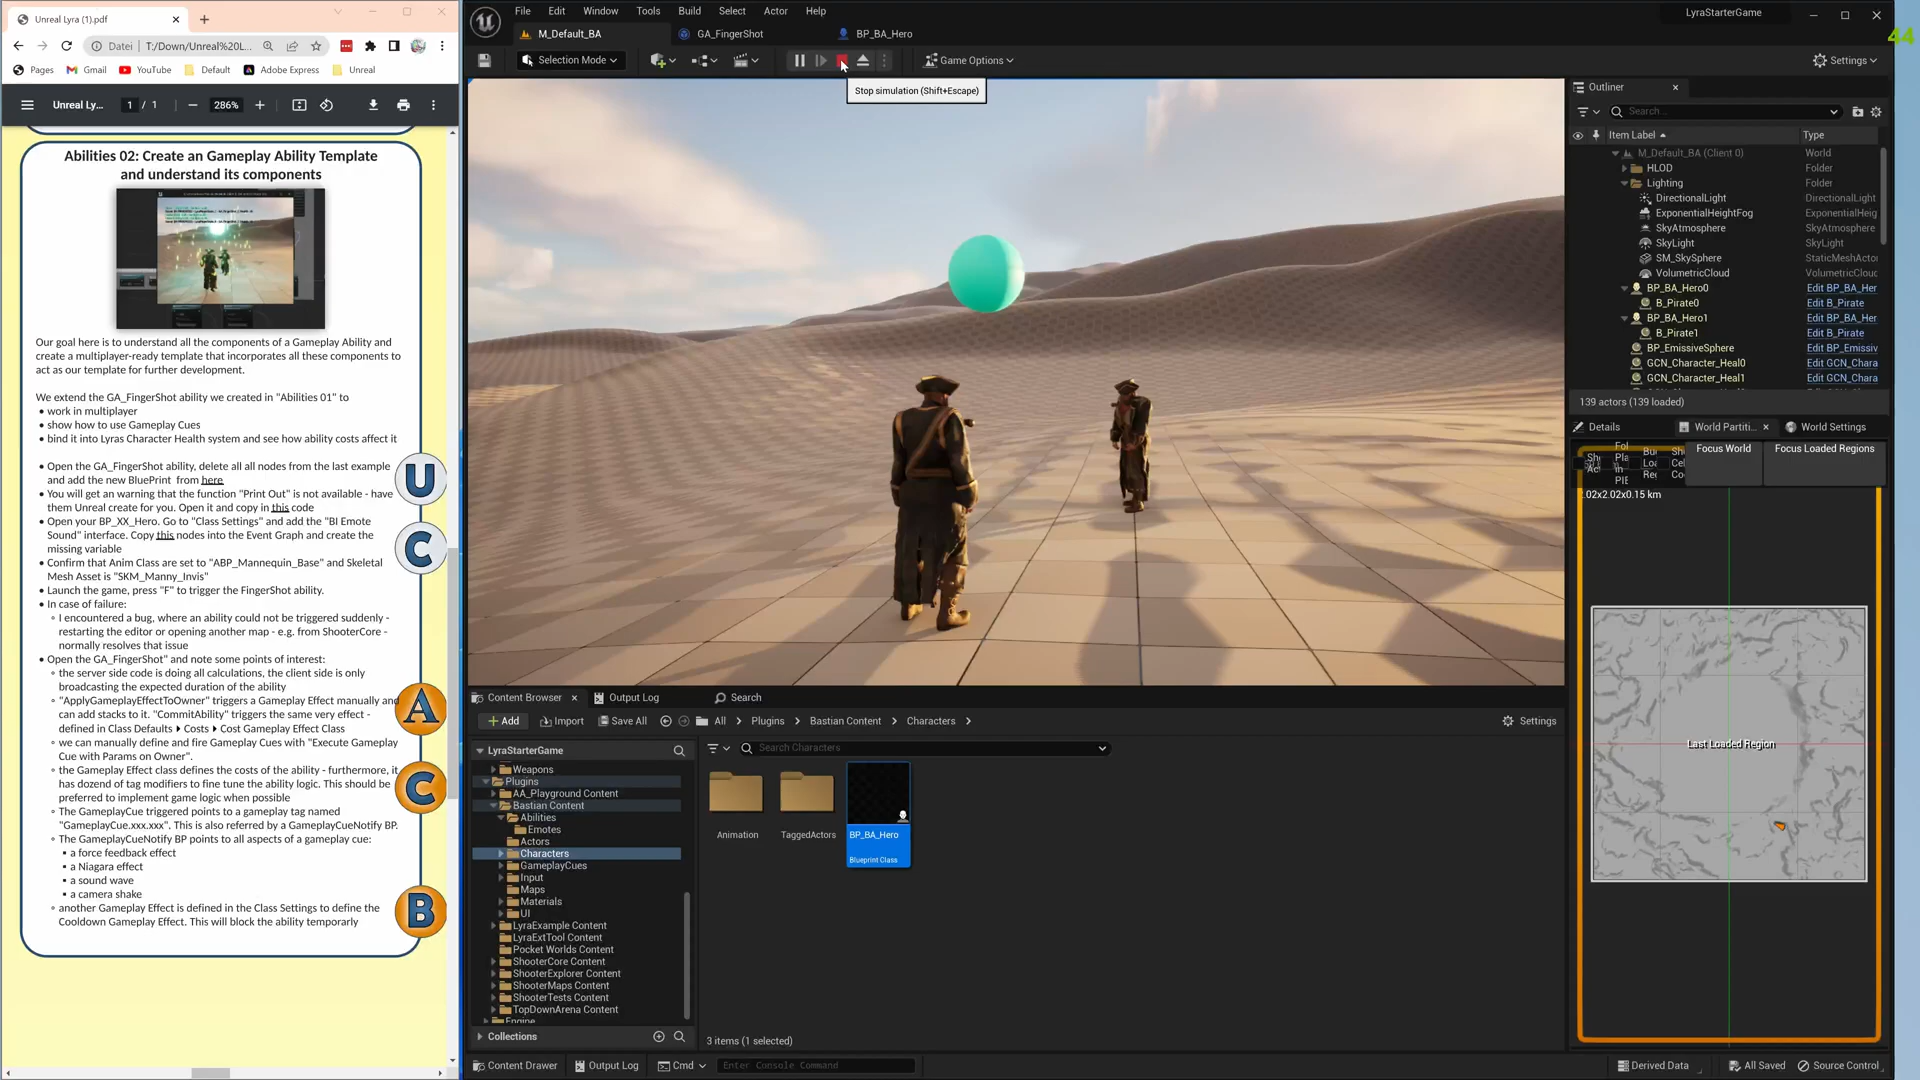 Unreal Lyra (1).pdf
Datei
T:/Down/Unreal%20L...
Pages
Gmail
YouTube
Default
Adobe Express
Unreal
Unreal Ly...
1 / 1
286%
Abilities 02: Create an Gameplay Ability Template
and understand its components
Our goal here is to understand all the components of a Gameplay Ability and
create a multiplayer-ready template that incorporates all these components to
act as our template for further development.
We extend the GA_FingerShot ability we created in "Abilities 01" to
• work in multiplayer
• show how to use Gameplay Cues
• bind it into Lyras Character Health system and see how ability costs affect it
• Open the GA_FingerShot ability, delete all all nodes from the last example
and add the new BluePrint from here
• You will get an warning that the function "Print Out" is not available - have
them Unreal create for you. Open it and copy in this code
• Open your BP_XX_Hero. Go to "Class Settings" and add the "BI Emote
Sound" interface. Copy this nodes into the Event Graph and create the
missing variable
• Confirm that Anim Class are set to "ABP_Mannequin_Base" and Skeletal
Mesh Asset is "SKM_Manny_Invis"
• Launch the game, press "F" to trigger the FingerShot ability.
• In case of failure:
◦ I encountered a bug, where an ability could not be triggered suddenly -
restarting the editor or opening another map - e.g. from ShooterCore -
normally resolves that issue
• Open the GA_FingerShot" and note some points of interest:
◦ the server side code is doing all calculations, the client side is only
broadcasting the expected duration of the ability
◦ "ApplyGameplayEffectToOwner" triggers a Gameplay Effect manually and
can add stacks to it. "CommitAbility" triggers the same very effect -
defined in Class Defaults ▸ Costs ▸ Cost Gameplay Effect Class
◦ we can manually define and fire Gameplay Cues with "Execute Gameplay
Cue with Params on Owner".
◦ the Gameplay Effect class defines the costs of the ability - furthermore, it
has dozend of tag modifiers to fine tune the ability logic. This should be
preferred to implement game logic when possible
◦ The GameplayCue triggered points to a gameplay tag named
"GameplayCue.xxx.xxx". This is also referred by a GameplayCueNotify BP.
◦ The GameplayCueNotify BP points to all aspects of a gameplay cue:
▪ a force feedback effect
▪ a Niagara effect
▪ a sound wave
▪ a camera shake
◦ another Gameplay Effect is defined in the Class Settings to define the
Cooldown Gameplay Effect. This will block the ability temporarly
U
C
A
C
B
File
Edit
Window
Tools
Build
Select
Actor
Help
LyraStarterGame
44
M_Default_BA
GA_FingerShot
BP_BA_Hero
Selection Mode
Game Options
Settings
Stop simulation (Shift+Escape)
Outliner
Search...
Item Label
Type
M_Default_BA (Client 0)
World
HLOD
Folder
Lighting
Folder
DirectionalLight
DirectionalLight
ExponentialHeightFog
ExponentialHeig
SkyAtmosphere
SkyAtmosphere
SkyLight
SkyLight
SM_SkySphere
StaticMeshActo
VolumetricCloud
VolumetricCloud
BP_BA_Hero0
Edit BP_BA_Her
B_Pirate0
Edit B_Pirate
BP_BA_Hero1
Edit BP_BA_Her
B_Pirate1
Edit B_Pirate
BP_EmissiveSphere
Edit BP_Emissiv
GCN_Character_Heal0
Edit GCN_Chara
GCN_Character_Heal1
Edit GCN_Chara
139 actors (139 loaded)
Details
World Partiti...
World Settings
Focus World
Focus Loaded Regions
.02x2.02x0.15 km
Last Loaded Region
Content Browser
Output Log
Search
Add
Import
Save All
All
Plugins
Bastian Content
Characters
Settings
LyraStarterGame
Search Characters
Weapons
Plugins
AA_Playground Content
Bastian Content
Abilities
Emotes
Actors
Characters
GameplayCues
Input
Maps
Materials
UI
LyraExample Content
LyraExtTool Content
Pocket Worlds Content
ShooterCore Content
ShooterExplorer Content
ShooterMaps Content
ShooterTests Content
TopDownArena Content
Engine
Animation
TaggedActors
BP_BA_Hero
Blueprint Class
Collections
3 items (1 selected)
Content Drawer
Output Log
Cmd
Enter Console Command
Derived Data
All Saved
Source Control